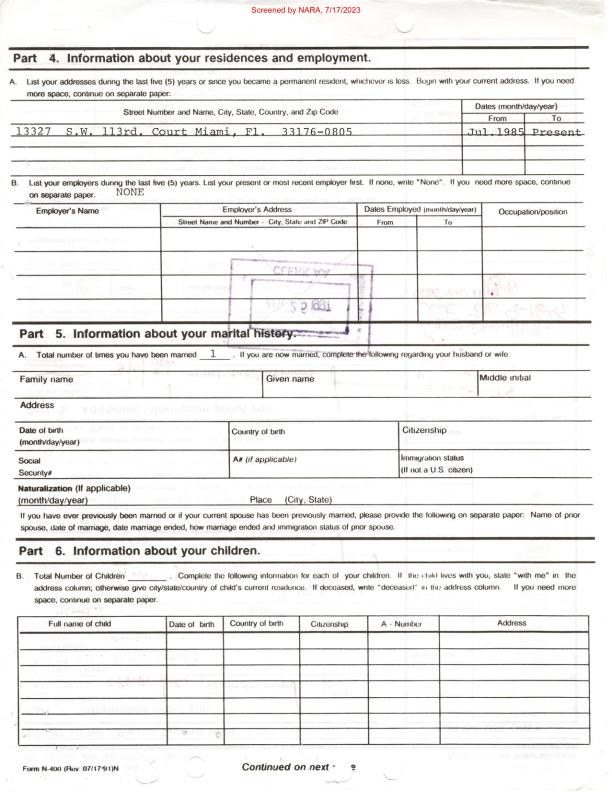 Screened by NARA, 7/17/2023
Part 4. Information about your residences and employment.
A. List your addresses during the last five (5) years or since you became a permanent resident, whichever is less. Begin with your current address. If you need
more space, continue on separate paper:
Street Number and Name, City, State, Country, and Zip Code
Dates (month/day/year)
From To
13327 S.W. 113rd. Court Miami, Fl. 33176-0805 Jul.1985 Present
B. List your employers during the last five (5) years. List your present or most recent employer first. If none, write "None". If you need more space, continue
on separate paper. NONE
Employer's Name Employer's Address Dates Employed (month/day/year) Occupation/position
Street Name and Number - City, State and ZIP Code From To
CLERK AA
Part 5. Information about your marital history.
A. Total number of times you have been married 1 . If you are now married, complete the following regarding your husband or wife.
Family name Given name Middle initial
Address
Date of birth
(month/day/year) Country of birth Citizenship
Social
Security# A# (if applicable) Immigration status
(If not a U.S. citizen)
Naturalization (If applicable)
(month/day/year) Place (City, State)
If you have ever previously been married or if your current spouse has been previously married, please provide the following on separate paper: Name of prior
spouse, date of marriage, date marriage ended, how marriage ended and immigration status of prior spouse.
Part 6. Information about your children.
B. Total Number of Children ______ . Complete the following information for each of your children. If the child lives with you, state "with me" in the
address column; otherwise give city/state/country of child's current residence. If deceased, write "deceased" in the address column. If you need more
space, continue on separate paper.
Full name of child Date of birth Country of birth Citizenship A - Number Address
Form N-400 (Rev 07/17/91)N Continued on next